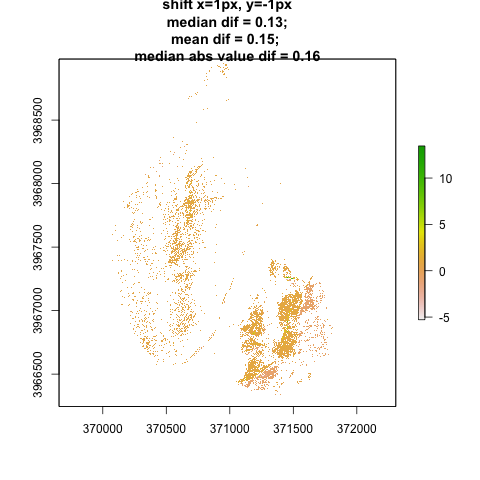 shift x=1px, y=-1px
median dif = 0.13;
mean dif = 0.15;
median abs value dif = 0.16
3968500
3968000
3967500
3967000
3966500
370000 370500 371000 371500 372000
10
5
0
-5